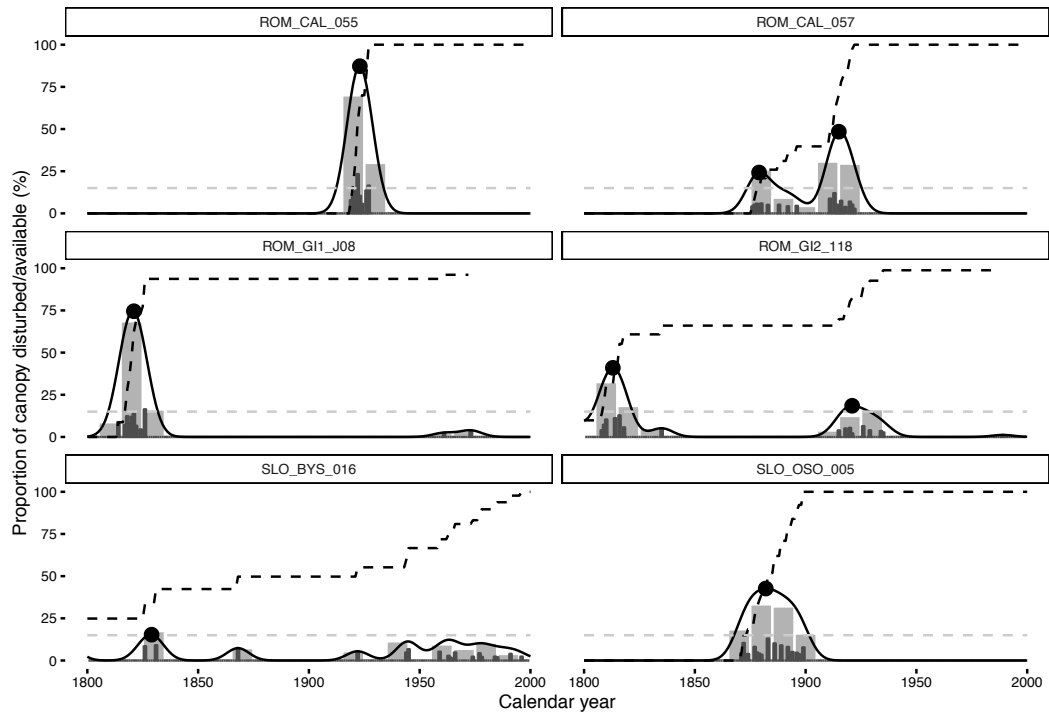 ROM_CAL_055 ROM_CAL_057
100
75
50
25
0
ROM_GI1_J08 ROM_GI2_118
100
75
50
25
0
SLO_BYS_016 SLO_OSO_005
100
75
50
25
0
1800 1850 1900 1950 2000 1800 1850 1900 1950 2000
Calendar year
Proportion of canopy disturbed/available (%)